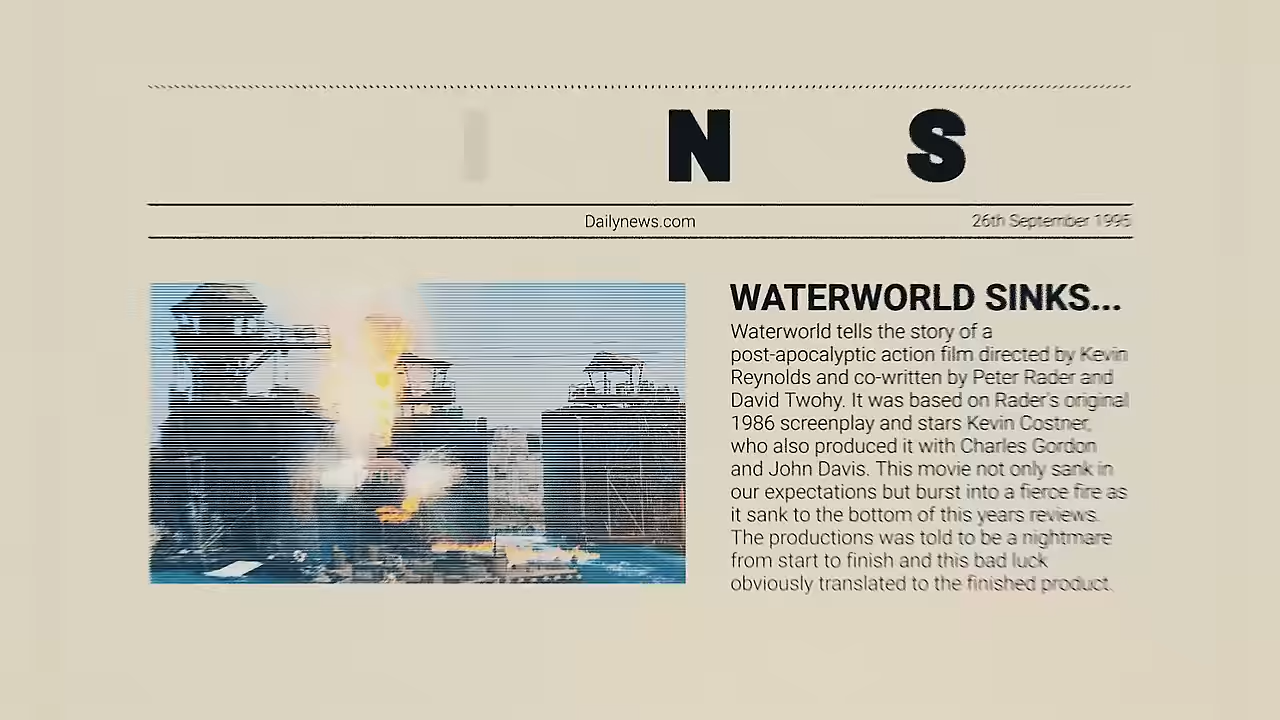 I N S
Dailynews.com
26th September 1995
WATERWORLD SINKS...
Waterworld tells the story of a
post-apocalyptic action film directed by Kevin
Reynolds and co-written by Peter Rader and
David Twohy. It was based on Rader's original
1986 screenplay and stars Kevin Costner,
who also produced it with Charles Gordon
and John Davis. This movie not only sank in
our expectations but burst into a fierce fire as
it sank to the bottom of this years reviews.
The productions was told to be a nightmare
from start to finish and this bad luck
obviously translated to the finished product.